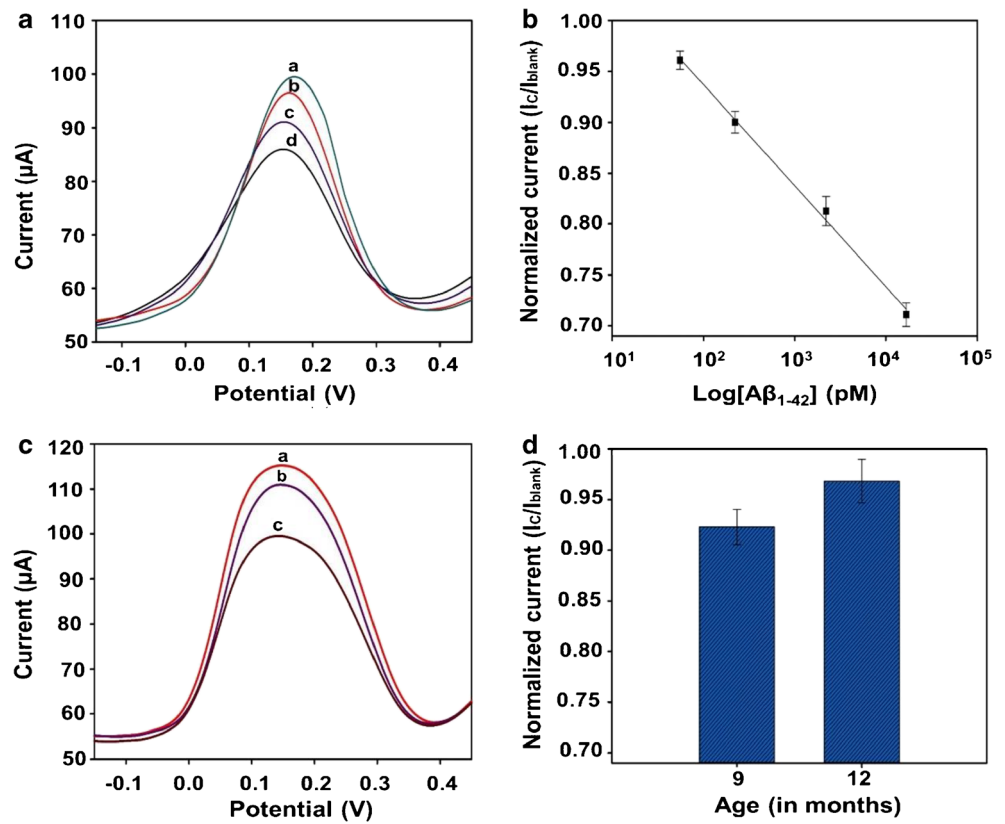 a
110
100
90
80
70
60
50
Current (µA)
a
b
c
d
-0.1
0.0
0.1
0.2
0.3
0.4
Potential (V)
b
1.00
0.95
0.90
0.85
0.80
0.75
0.70
Normalized current (Ic/Iblank)
10¹
10²
10³
10⁴
10⁵
Log[Aβ₁₋₄₂] (pM)
c
120
110
100
90
80
70
60
50
Current (µA)
a
b
c
-0.1
0.0
0.1
0.2
0.3
0.4
Potential (V)
d
1.00
0.95
0.90
0.85
0.80
0.75
0.70
Normalized current (Ic/Iblank)
9
12
Age (in months)